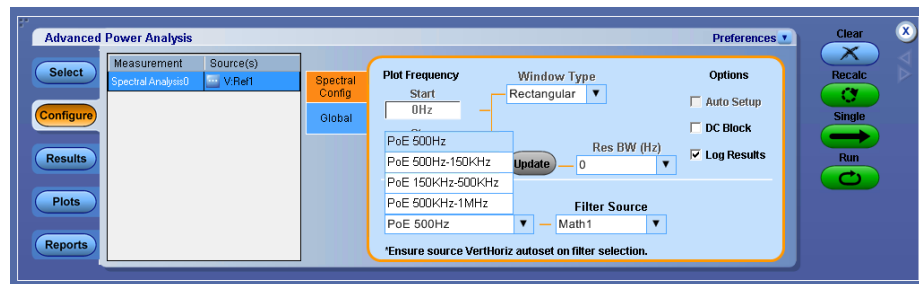 Advanced Power Analysis
Preferences
Clear
X
Select
Configure
Results
Plots
Reports
Measurement Source(s)
Spectral Analysis0 V:Ref1
Spectral Config
Global
Plot Frequency
Start
0Hz
Window Type
Rectangular
Options
Auto Setup
DC Block
Log Results
PoE 500Hz
PoE 500Hz-150KHz
PoE 150KHz-500KHz
PoE 500KHz-1MHz
PoE 500Hz
Update
Res BW (Hz)
0
Filter Source
Math1
*Ensure source VertHoriz autoset on filter selection.
Recalc
Single
Run